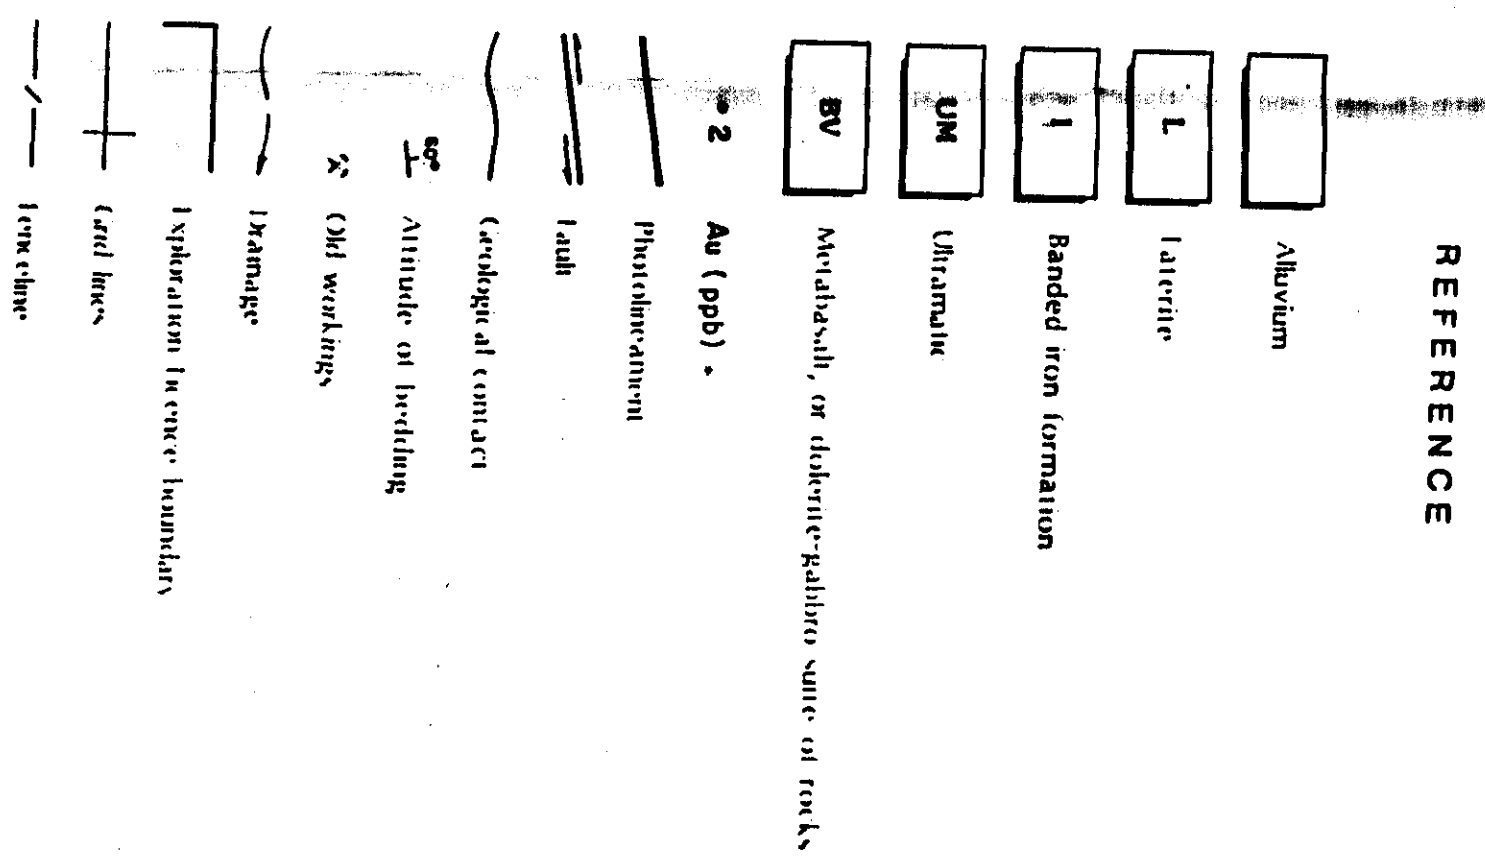 REFERENCE
Alluvium
L Laterite
I Banded iron formation
UM Ultramafic
BV Metabasalt, or dolerite-gabbro suite of rocks
2 Au (ppb)
Photolineament
Fault
Geological contact
60° Attitude of bedding
Old workings
Drainage
Exploration licence boundary
Grid lines
Fenceline